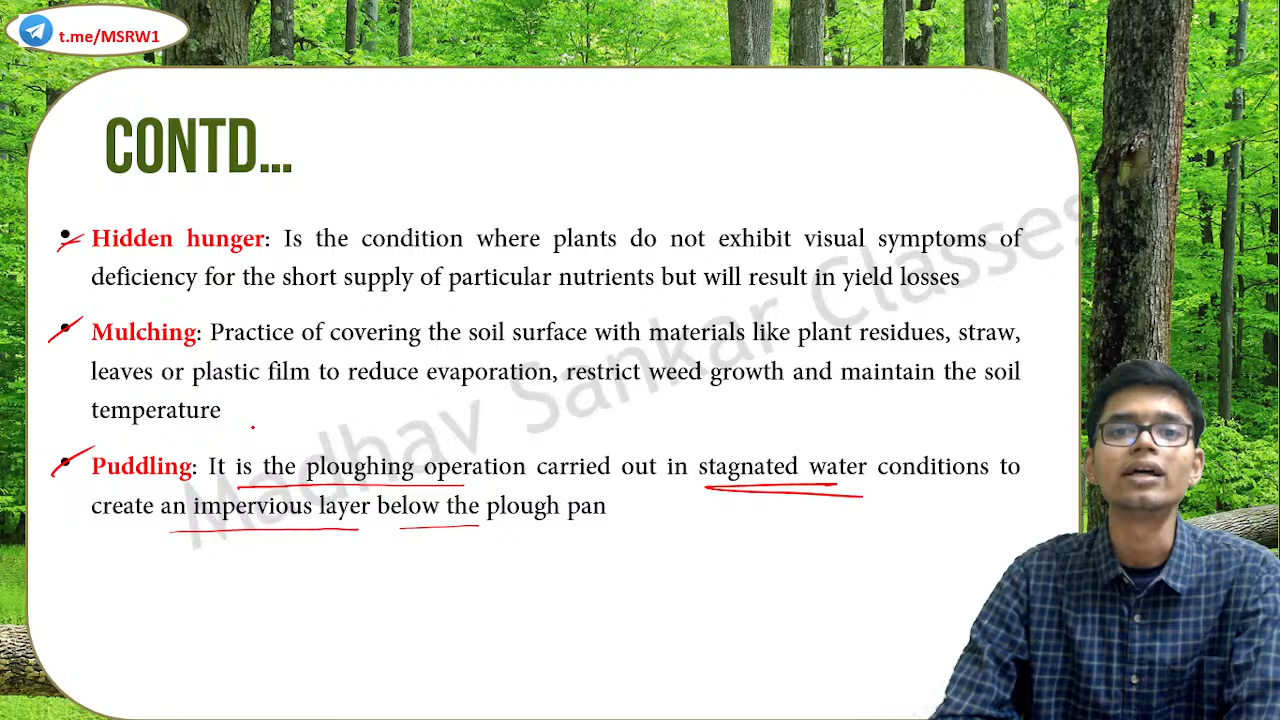 t.me/MSRW1
CONTD...
• Hidden hunger: Is the condition where plants do not exhibit visual symptoms of
deficiency for the short supply of particular nutrients but will result in yield losses
• Mulching: Practice of covering the soil surface with materials like plant residues, straw,
leaves or plastic film to reduce evaporation, restrict weed growth and maintain the soil
temperature
• Puddling: It is the ploughing operation carried out in stagnated water conditions to
create an impervious layer below the plough pan
Madhav Sankar Classes